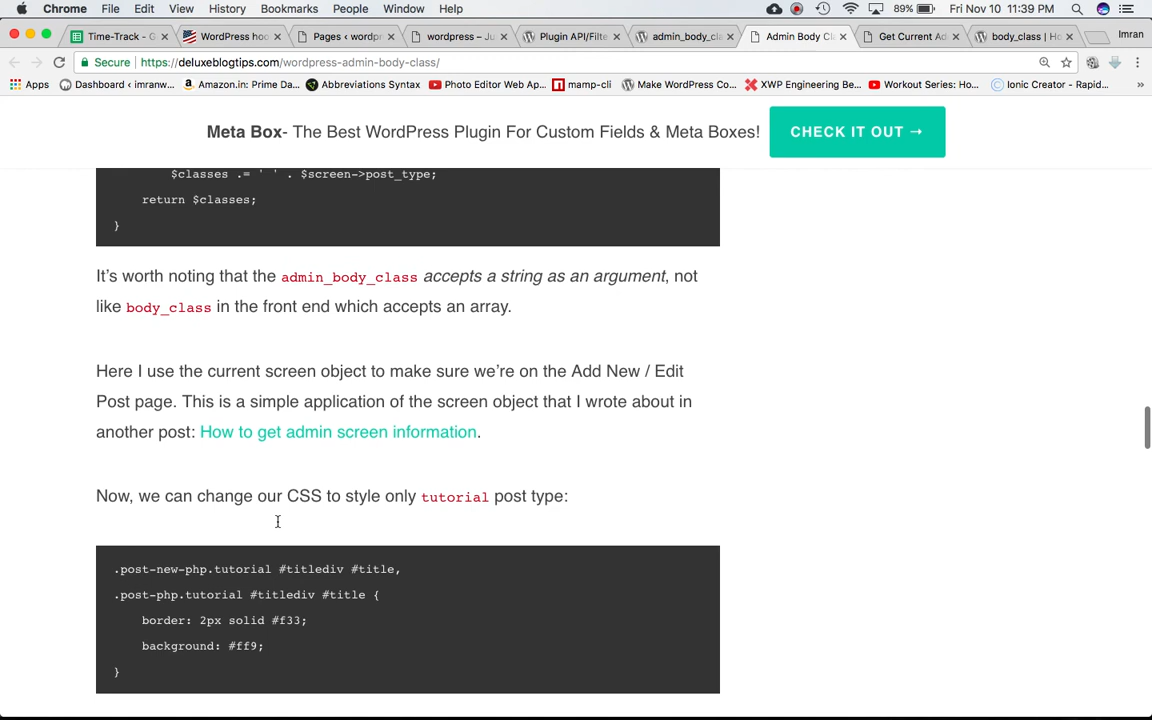 Chrome File Edit View History Bookmarks People Window Help 89% Fri Nov 10 11:39 PM
Time-Track - G WordPress hoo Pages ‹ wordpr wordpress – Ju Plugin API/Filte admin_body_cla Admin Body Cl Get Current Ad body_class | Ho Imran
Secure https://deluxeblogtips.com/wordpress-admin-body-class/
Apps Dashboard ‹ imranw... Amazon.in: Prime Da... Abbreviations Syntax Photo Editor Web Ap... mamp-cli Make WordPress Co... XWP Engineering Be... Workout Series: Ho... Ionic Creator - Rapid... »
Meta Box- The Best WordPress Plugin For Custom Fields & Meta Boxes! CHECK IT OUT →
$classes .= ' ' . $screen->post_type;
return $classes;
}
It's worth noting that the admin_body_class accepts a string as an argument, not
like body_class in the front end which accepts an array.
Here I use the current screen object to make sure we're on the Add New / Edit
Post page. This is a simple application of the screen object that I wrote about in
another post: How to get admin screen information.
Now, we can change our CSS to style only tutorial post type:
.post-new-php.tutorial #titlediv #title,
.post-php.tutorial #titlediv #title {
border: 2px solid #f33;
background: #ff9;
}